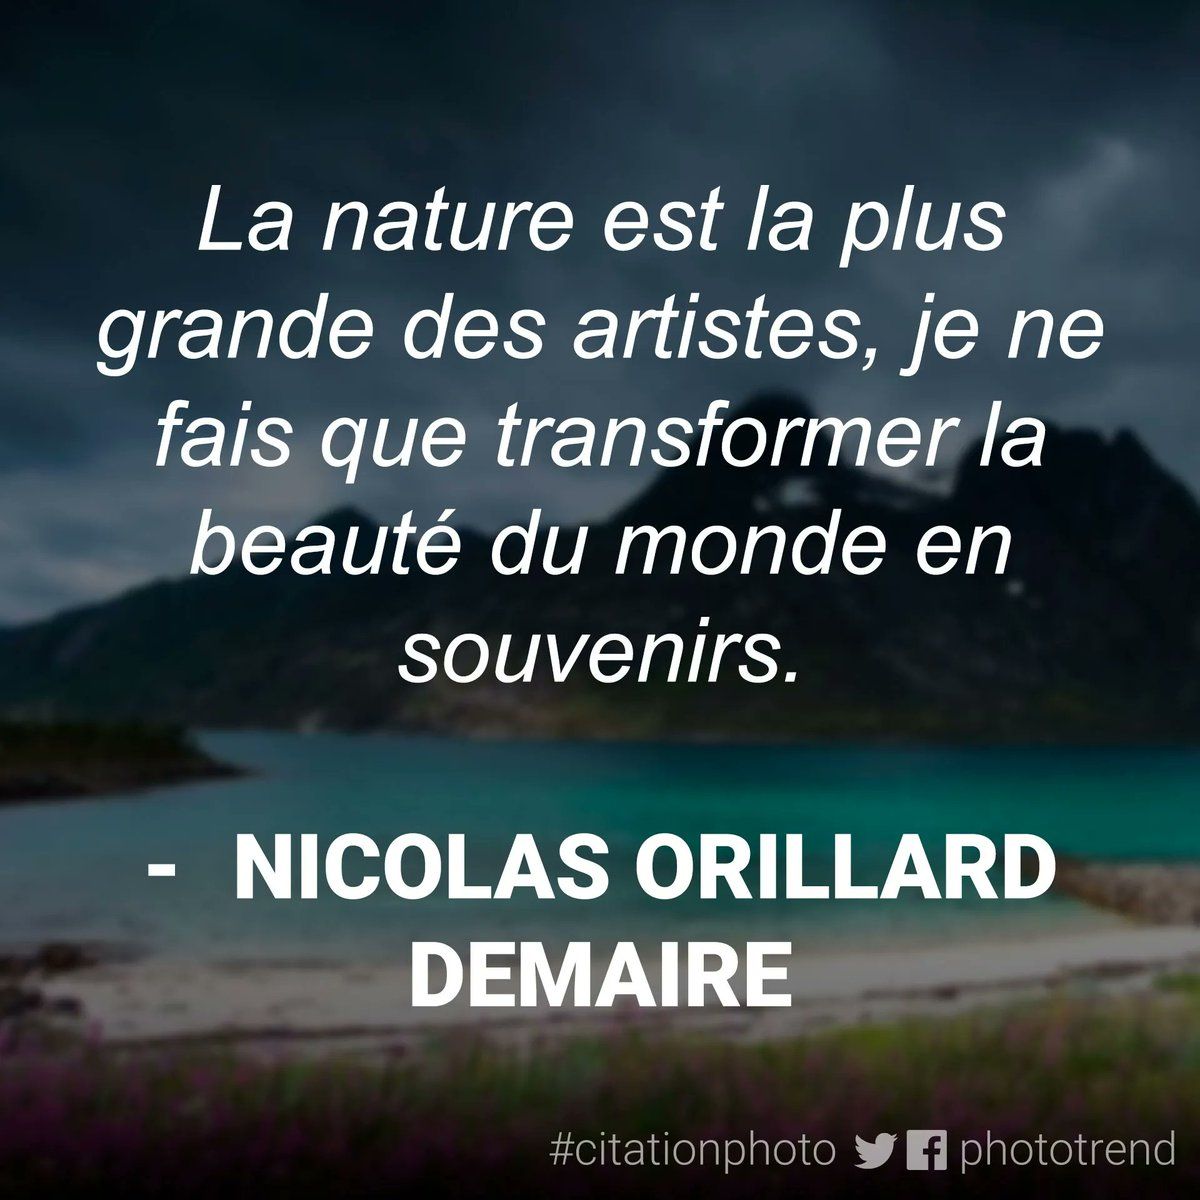 La nature est la plus
grande des artistes, je ne
fais que transformer la
beauté du monde en
souvenirs.
- NICOLAS ORILLARD
DEMAIRE
#citationphoto phototrend